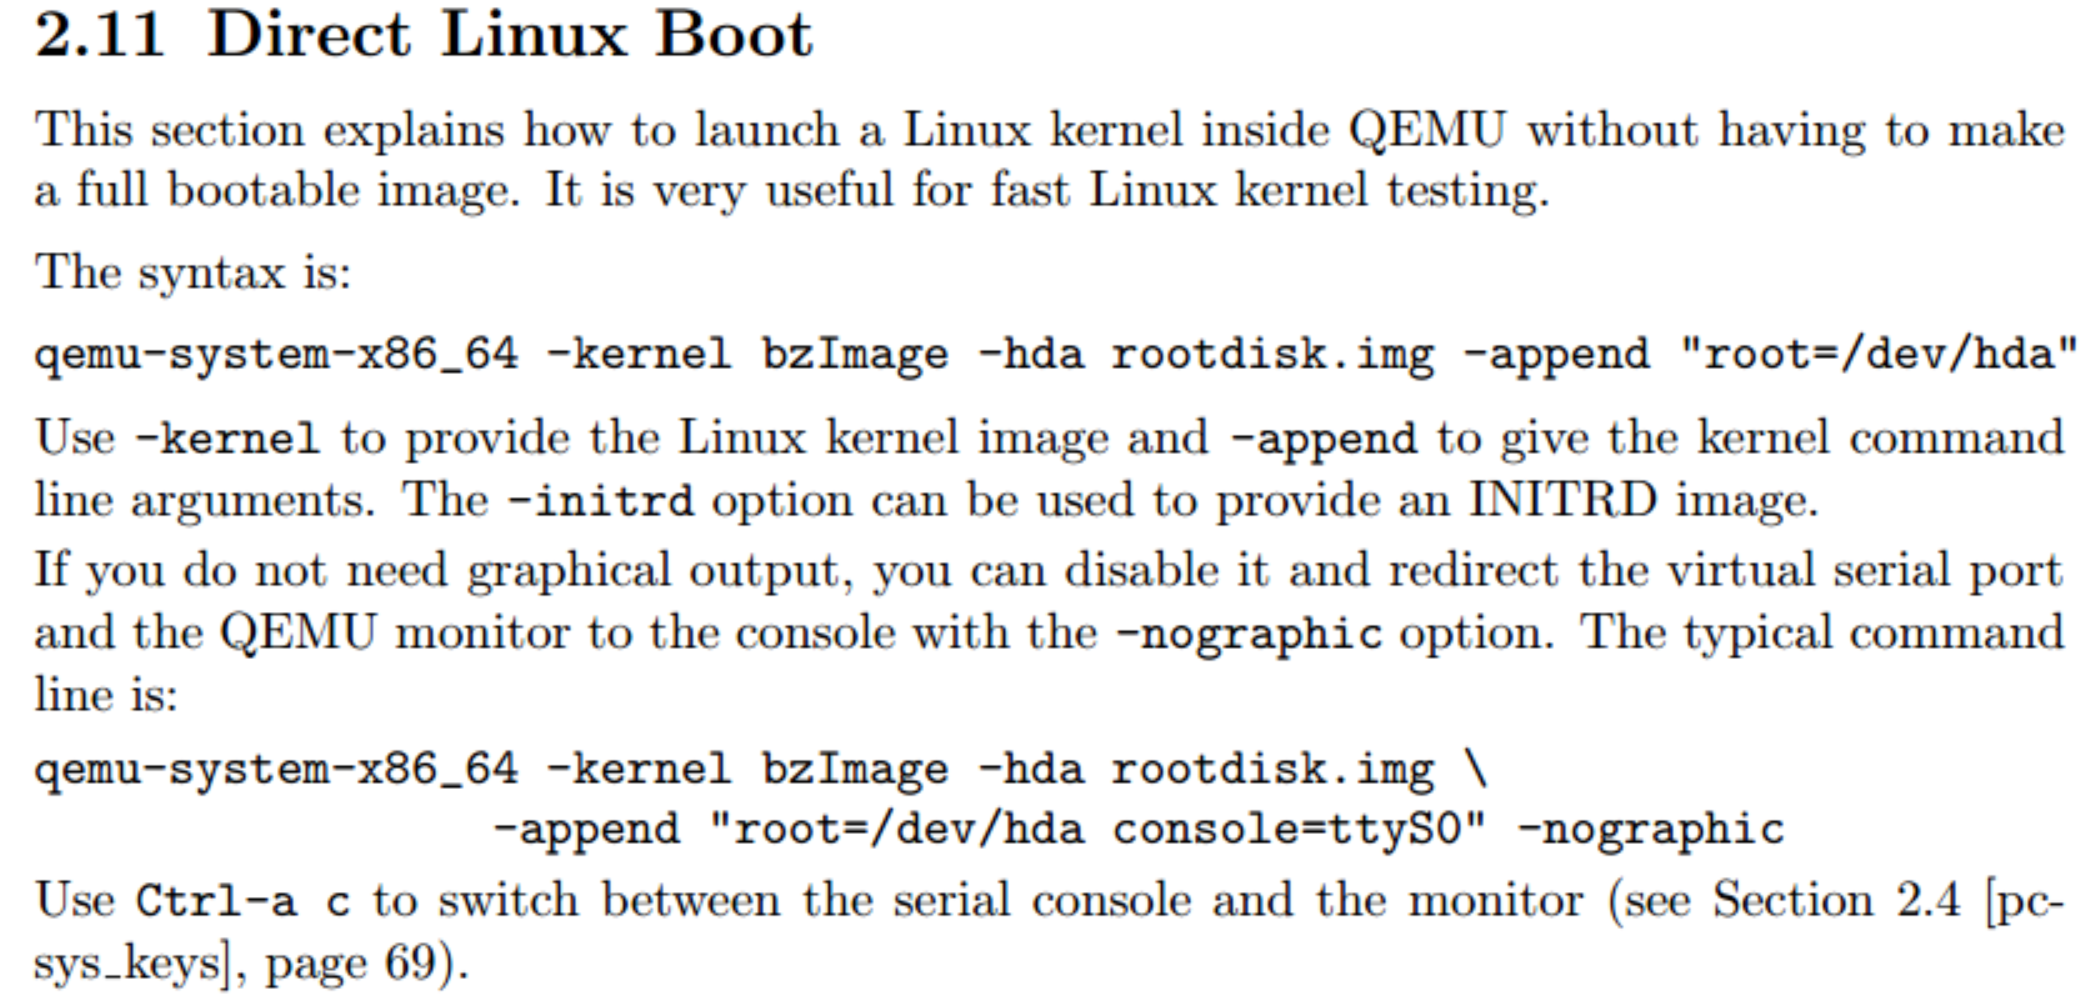 2.11 Direct Linux Boot
This section explains how to launch a Linux kernel inside QEMU without having to make
a full bootable image. It is very useful for fast Linux kernel testing.
The syntax is:
qemu-system-x86_64 -kernel bzImage -hda rootdisk.img -append "root=/dev/hda"
Use -kernel to provide the Linux kernel image and -append to give the kernel command
line arguments. The -initrd option can be used to provide an INITRD image.
If you do not need graphical output, you can disable it and redirect the virtual serial port
and the QEMU monitor to the console with the -nographic option. The typical command
line is:
qemu-system-x86_64 -kernel bzImage -hda rootdisk.img \
-append "root=/dev/hda console=ttyS0" -nographic
Use Ctrl-a c to switch between the serial console and the monitor (see Section 2.4 [pc-
sys_keys], page 69).